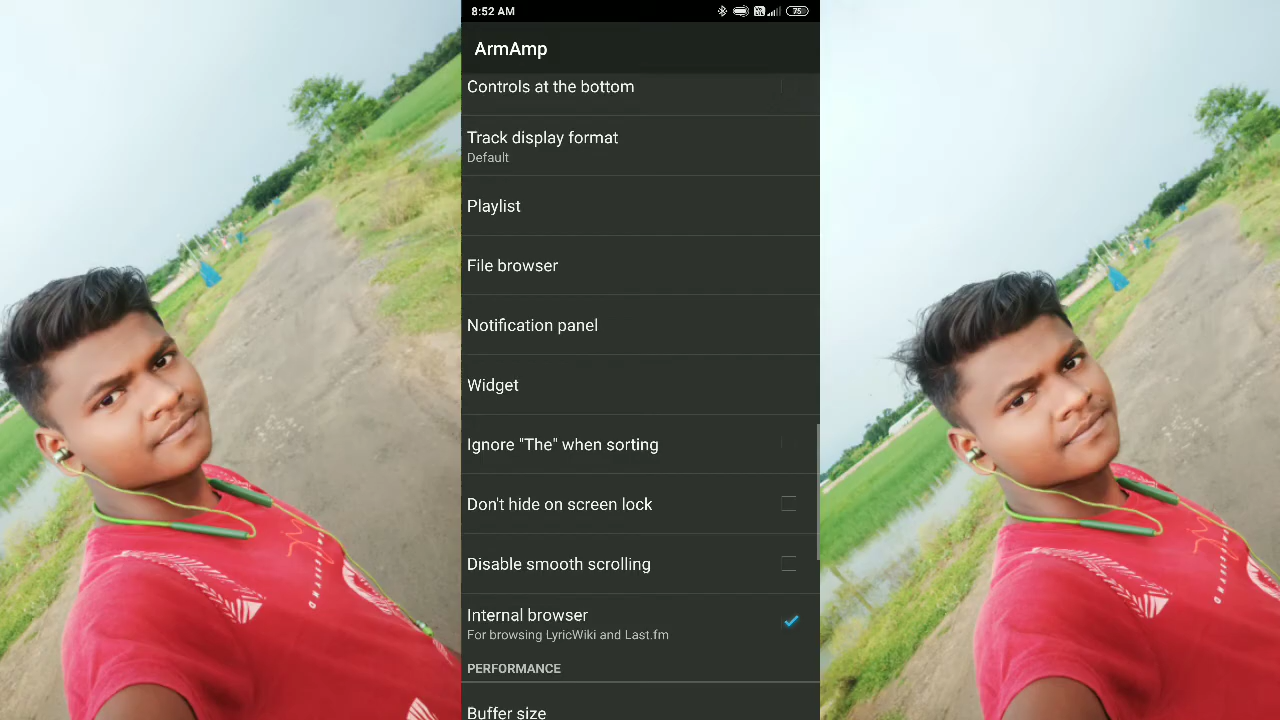 8:52 AM
75
ArmAmp
Controls at the bottom
Track display format
Default
Playlist
File browser
Notification panel
Widget
Ignore "The" when sorting
Don't hide on screen lock
Disable smooth scrolling
Internal browser
For browsing LyricWiki and Last.fm
PERFORMANCE
Buffer size